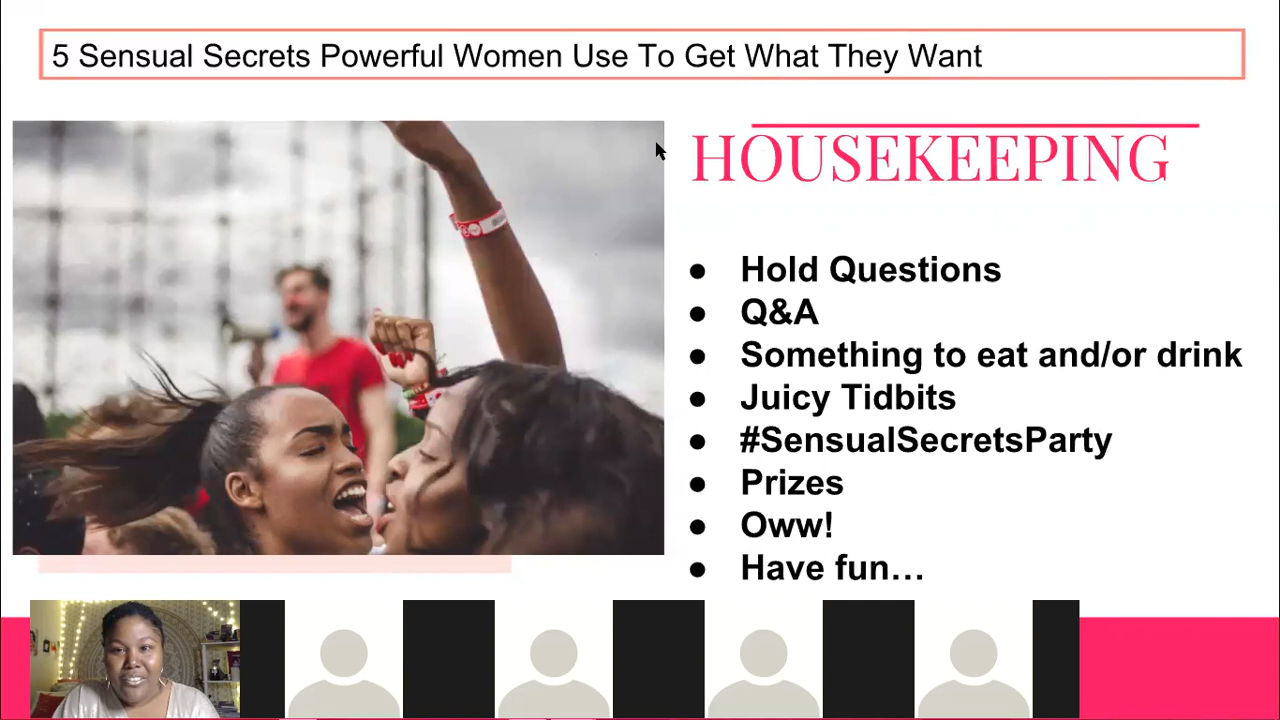 5 Sensual Secrets Powerful Women Use To Get What They Want
HOUSEKEEPING
● Hold Questions
● Q&A
● Something to eat and/or drink
● Juicy Tidbits
● #SensualSecretsParty
● Prizes
● Oww!
● Have fun…